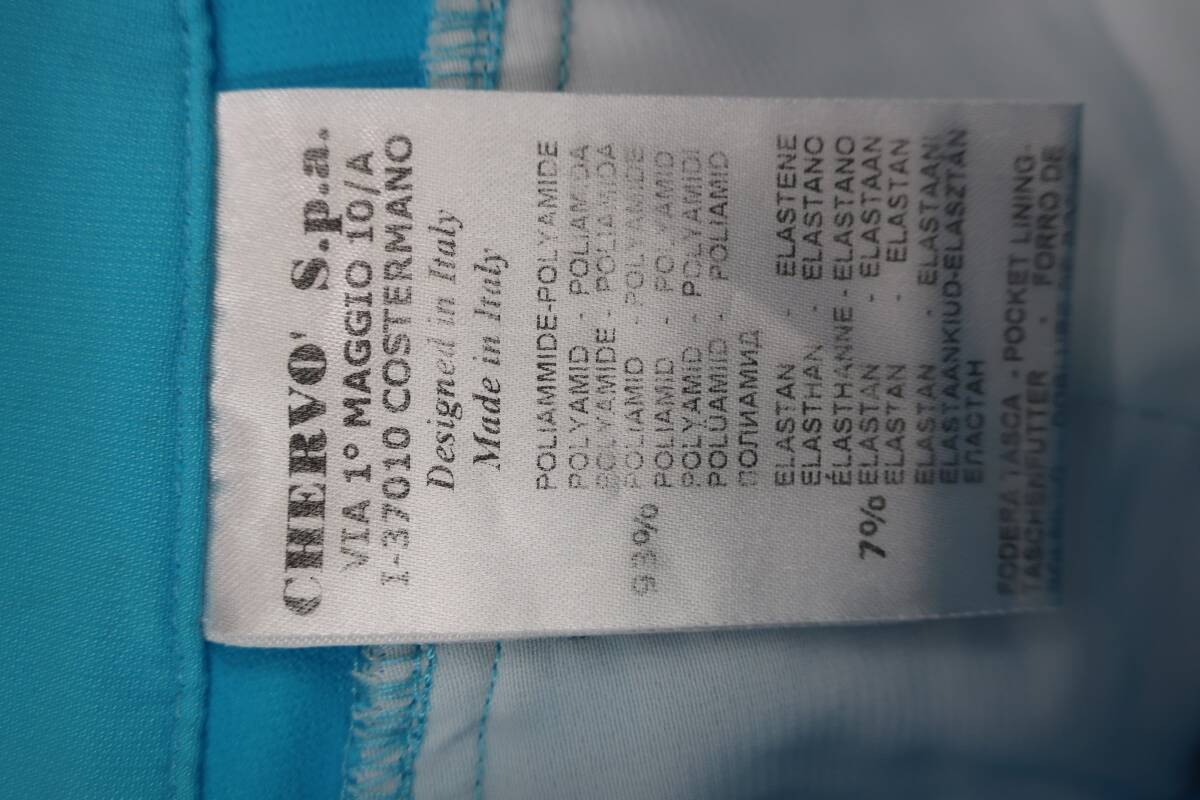 CHERVO' S.p.a.
VIA 1° MAGGIO 10/A
I-37010 COSTERMANO
Designed in Italy
Made in Italy
POLIAMMIDE-POLYAMIDE
POLYAMID - POLIAMIDA
POLYAMIDE - POLIAMIDA
93% POLIAMID - POLYAMIDE
POLIAMID - POLYAMID
POLYAMID - POLYAMIDI
POLÚAMIID - POLIAMID
ПОЛИАМИД
ELASTAN - ELASTENE
ELASTHAN - ELASTANO
ÉLASTHANNE - ELASTANO
7% ELASTAN - ELASTAAN
ELASTAN - ELASTAN
ELASTAN - ELASTAANI
ELASTAANKIUD-ELASZTÁN
ЕЛАСТАН
FODERA TASCA - POCKET LINING-
TASCHENFUTTER - FORRO DE